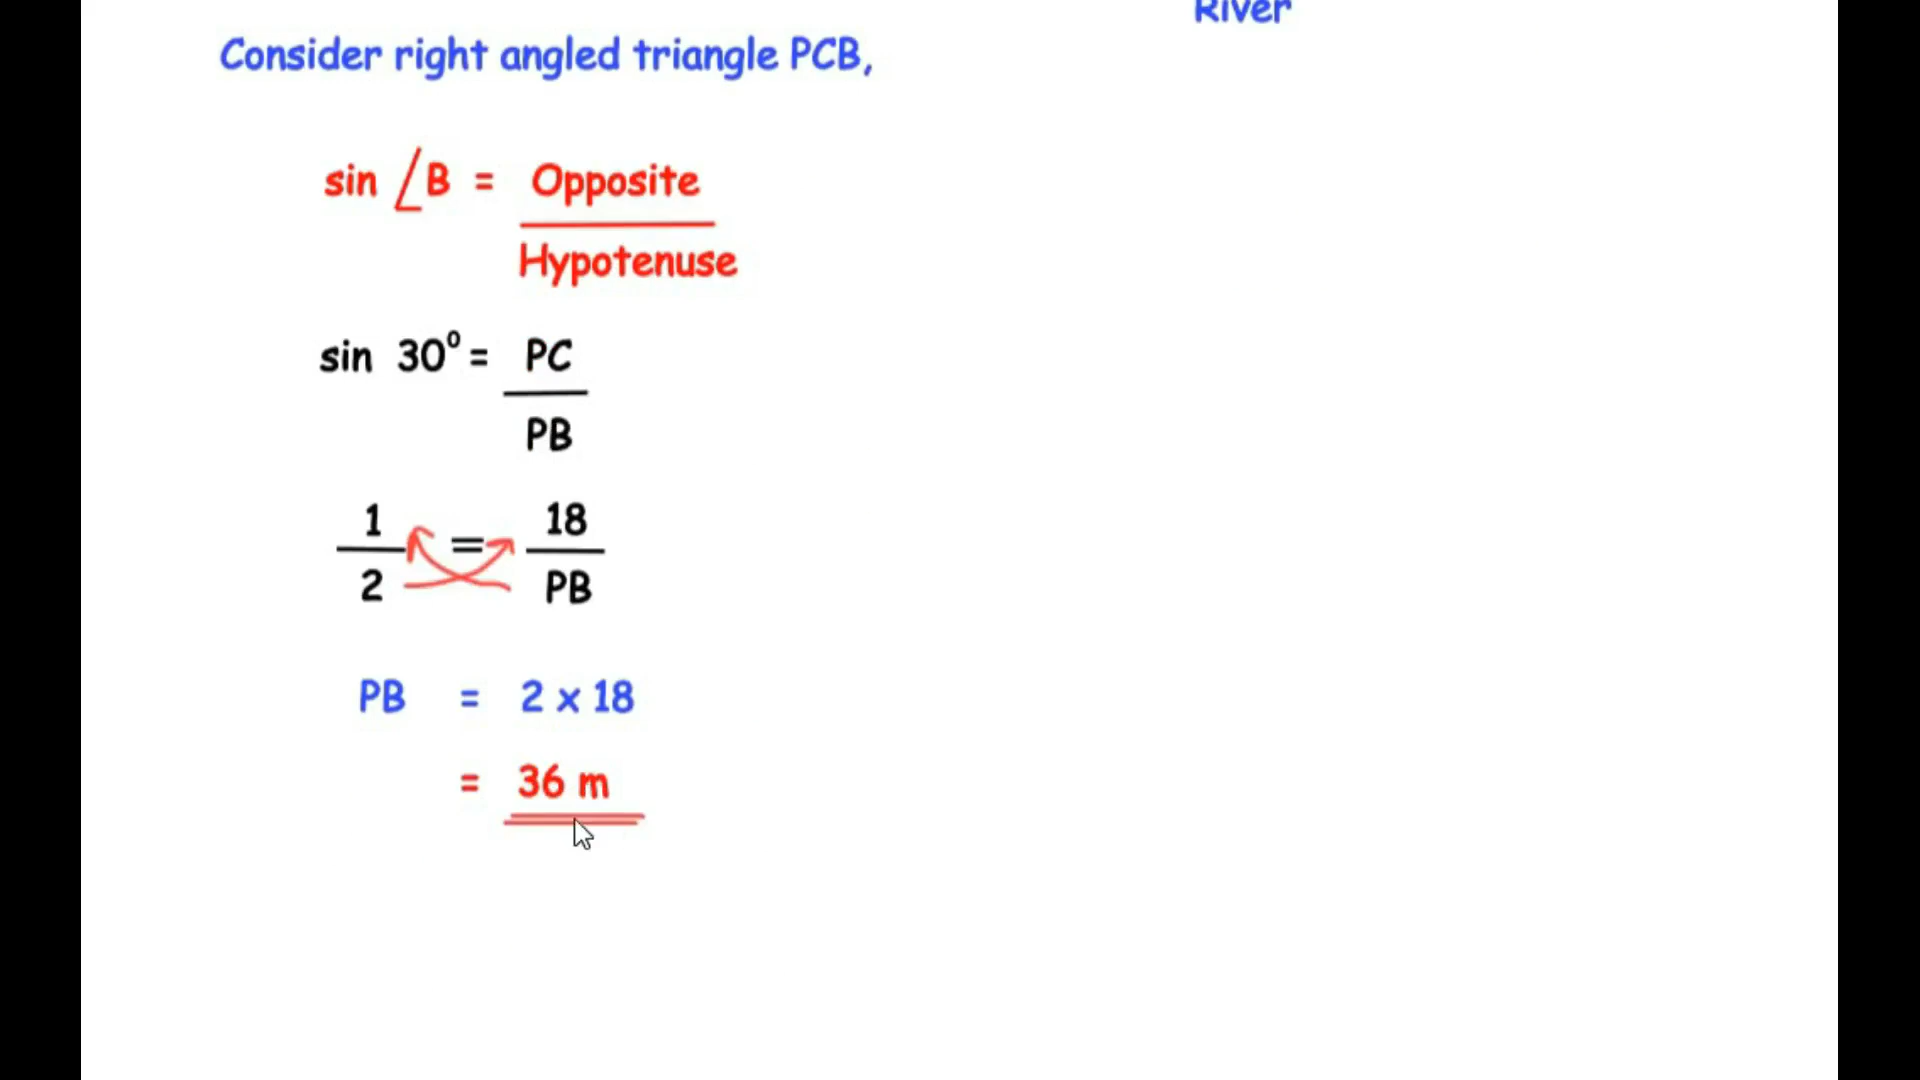 River
Consider right angled triangle PCB,
sin ∠B = Opposite
Hypotenuse
sin 30⁰ = PC
PB
1 = 18
2 PB
PB = 2 x 18
= 36 m